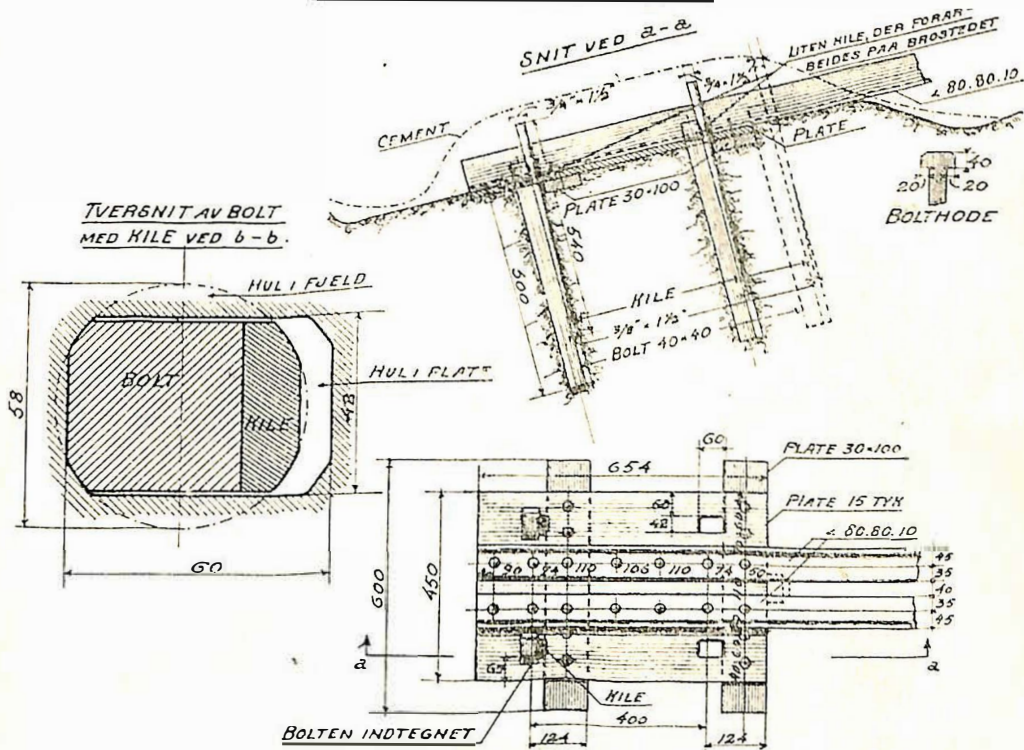 SNIT VED a-a
LITEN KILE, DER FORAR-
BEIDES PAA BROSTEDET
3/4" × 1 1/2"
3/4 × 1 1/2"
∠ 80.80.10
CEMENT
PLATE
40
20 20
BOLTHODE
PLATE 30×100
540
600
KILE
3/8" × 1 1/2"
BOLT 40×40
TVERSNIT AV BOLT
MED KILE VED b-b.
HUL I FJELD
BOLT
KILE
HUL I PLATE
58
43
60
60
PLATE 30×100
654
PLATE 15 TYK
60
42
∠ 80.80.10
600
450
40 90 74 110 106 110 74 50
110
45
35
40
35
45
65
a
a
KILE
400
BOLTEN INDTEGNET
124
124